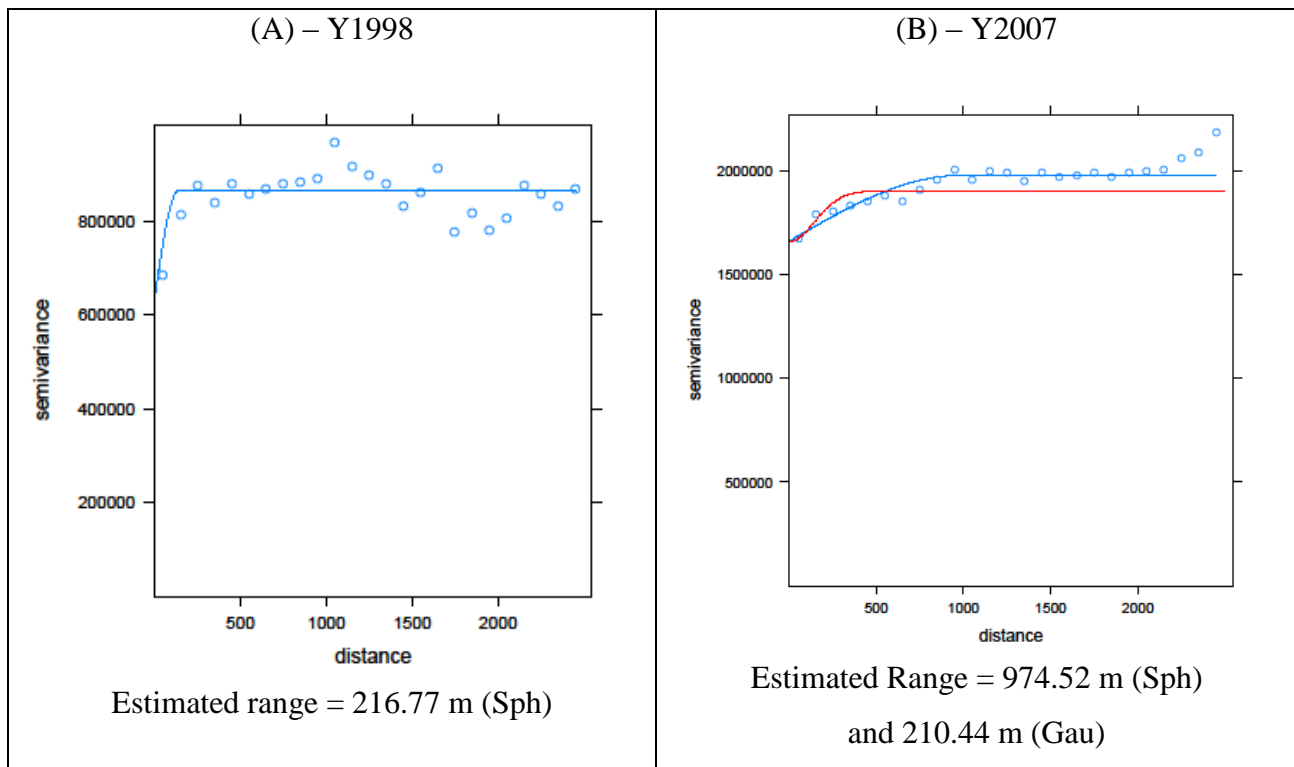 (A) – Y1998
semivariance
800000
600000
400000
200000
500 1000 1500 2000
distance
Estimated range = 216.77 m (Sph)
(B) – Y2007
semivariance
2000000
1500000
1000000
500000
500 1000 1500 2000
distance
Estimated Range = 974.52 m (Sph)
and 210.44 m (Gau)